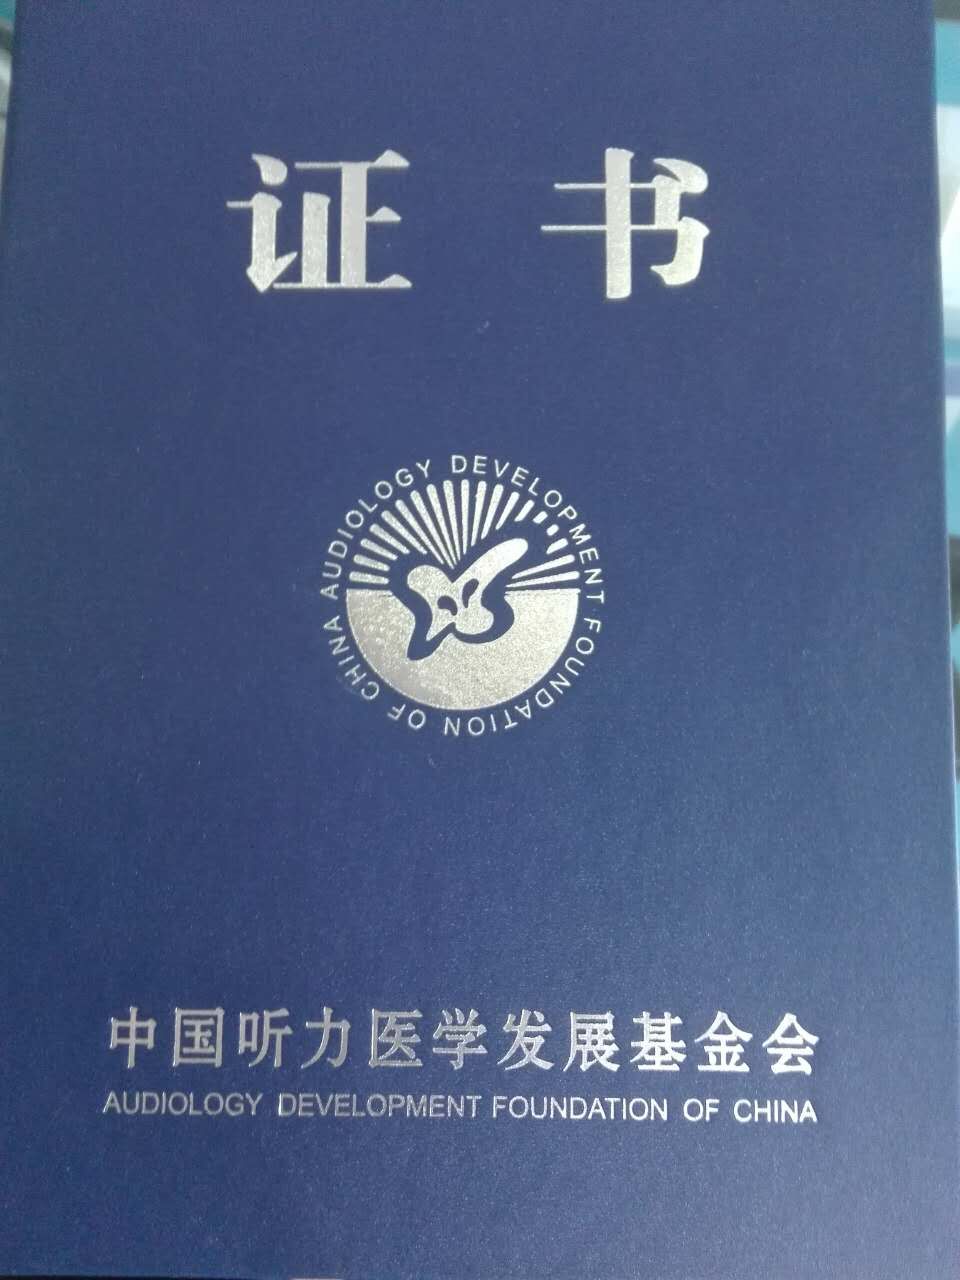 证书
AUDIOLOGY DEVELOPMENT FOUNDATION OF CHINA
中国听力医学发展基金会
AUDIOLOGY DEVELOPMENT FOUNDATION OF CHINA